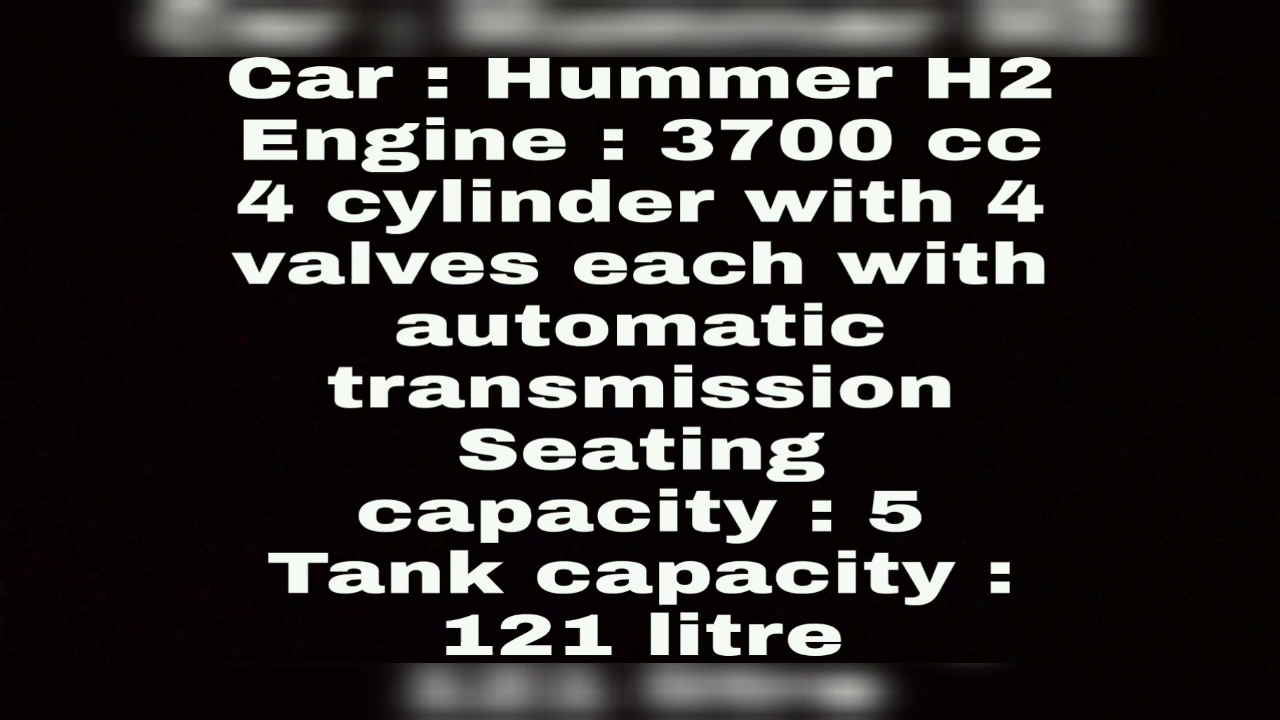 Car : Hummer H2
Engine : 3700 cc
4 cylinder with 4
valves each with
automatic
transmission
Seating
capacity : 5
Tank capacity :
121 litre